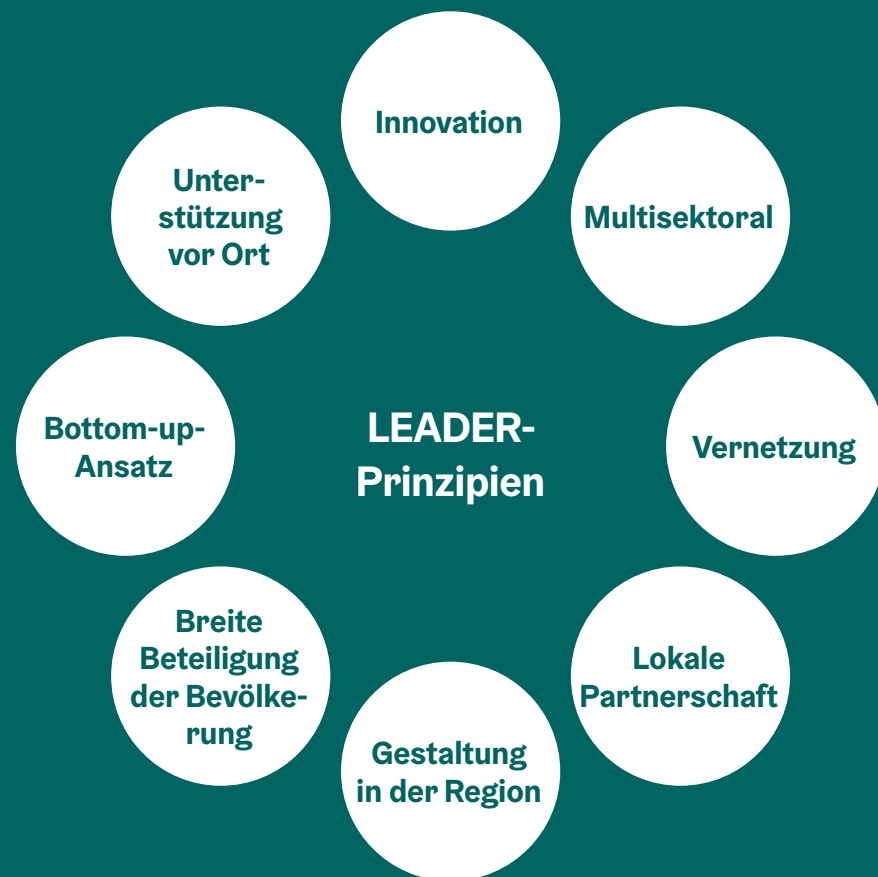 Innovation
Unter-
stützung
vor Ort
Multisektoral
Bottom-up-
Ansatz
LEADER-
Prinzipien
Vernetzung
Breite
Beteiligung
der Bevölke-
rung
Lokale
Partnerschaft
Gestaltung
in der Region